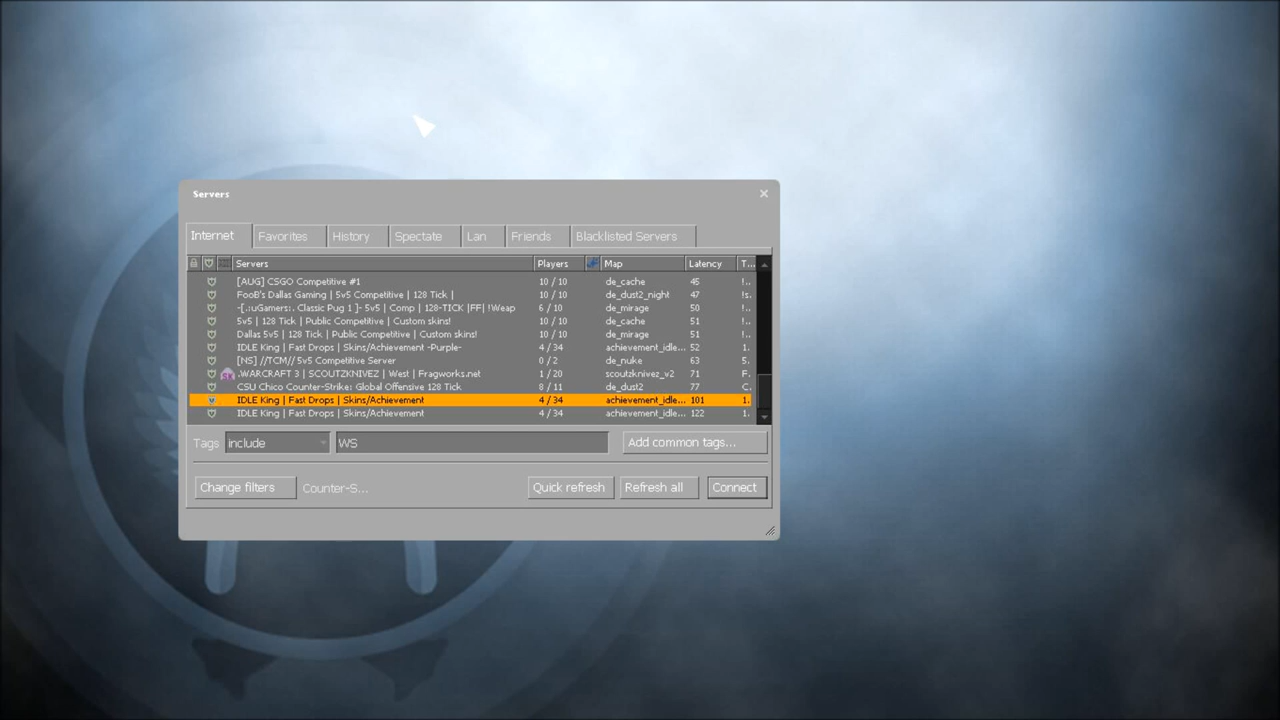 Servers
Internet Favorites History Spectate Lan Friends Blacklisted Servers
Servers Players Map Latency T...
[AUG] CSGO Competitive #1 10 / 10 de_cache 45 !..
FooB's Dallas Gaming | 5v5 Competitive | 128 Tick | 10 / 10 de_dust2_night 47 !s.
-[.:uGamers:. Classic Pug 1 ]- 5v5 | Comp | 128-TICK |FF| !Weap 6 / 10 de_mirage 50 !..
5v5 | 128 Tick | Public Competitive | Custom skins! 10 / 10 de_cache 51 !..
Dallas 5v5 | 128 Tick | Public Competitive | Custom skins! 10 / 10 de_mirage 51 !..
IDLE King | Fast Drops | Skins/Achievement -Purple- 4 / 34 achievement_idle... 52 1.
[NS] //TCM// 5v5 Competitive Server 0 / 2 de_nuke 63 5.
.WARCRAFT 3 | SCOUTZKNIVEZ | West | Fragworks.net 1 / 20 scoutzknivez_v2 71 F.
CSU Chico Counter-Strike: Global Offensive 128 Tick 8 / 11 de_dust2 77 C.
IDLE King | Fast Drops | Skins/Achievement 4 / 34 achievement_idle... 101 1.
IDLE King | Fast Drops | Skins/Achievement 4 / 34 achievement_idle... 122 1.
Tags include WS Add common tags...
Change filters Counter-S... Quick refresh Refresh all Connect